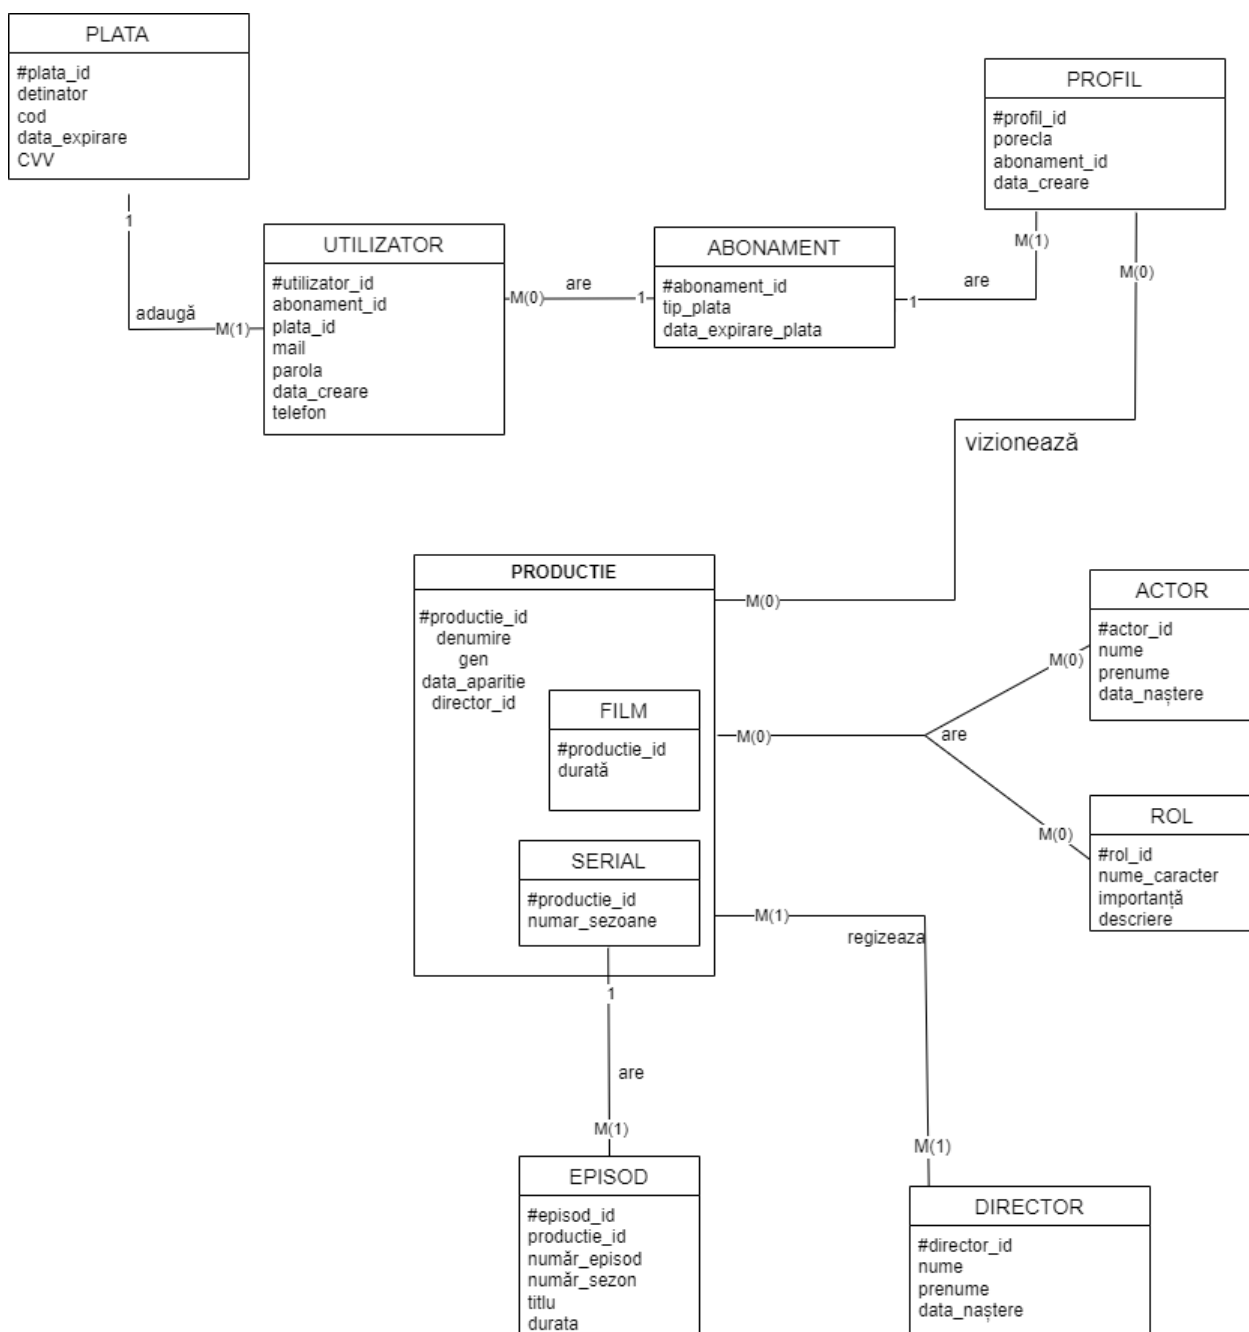 PLATA
#plata_id
detinator
cod
data_expirare
CVV
1
adaugă
M(1)
UTILIZATOR
#utilizator_id
abonament_id
plata_id
mail
parola
data_creare
telefon
M(0)
are
1
ABONAMENT
#abonament_id
tip_plata
data_expirare_plata
1
are
M(1)
PROFIL
#profil_id
porecla
abonament_id
data_creare
M(0)
vizionează
M(0)
PRODUCTIE
#productie_id
denumire
gen
data_aparitie
director_id
FILM
#productie_id
durată
SERIAL
#productie_id
numar_sezoane
M(0)
are
M(0)
ACTOR
#actor_id
nume
prenume
data_naștere
M(0)
ROL
#rol_id
nume_caracter
importanță
descriere
M(1)
regizeaza
M(1)
DIRECTOR
#director_id
nume
prenume
data_naștere
1
are
M(1)
EPISOD
#episod_id
productie_id
număr_episod
număr_sezon
titlu
durata